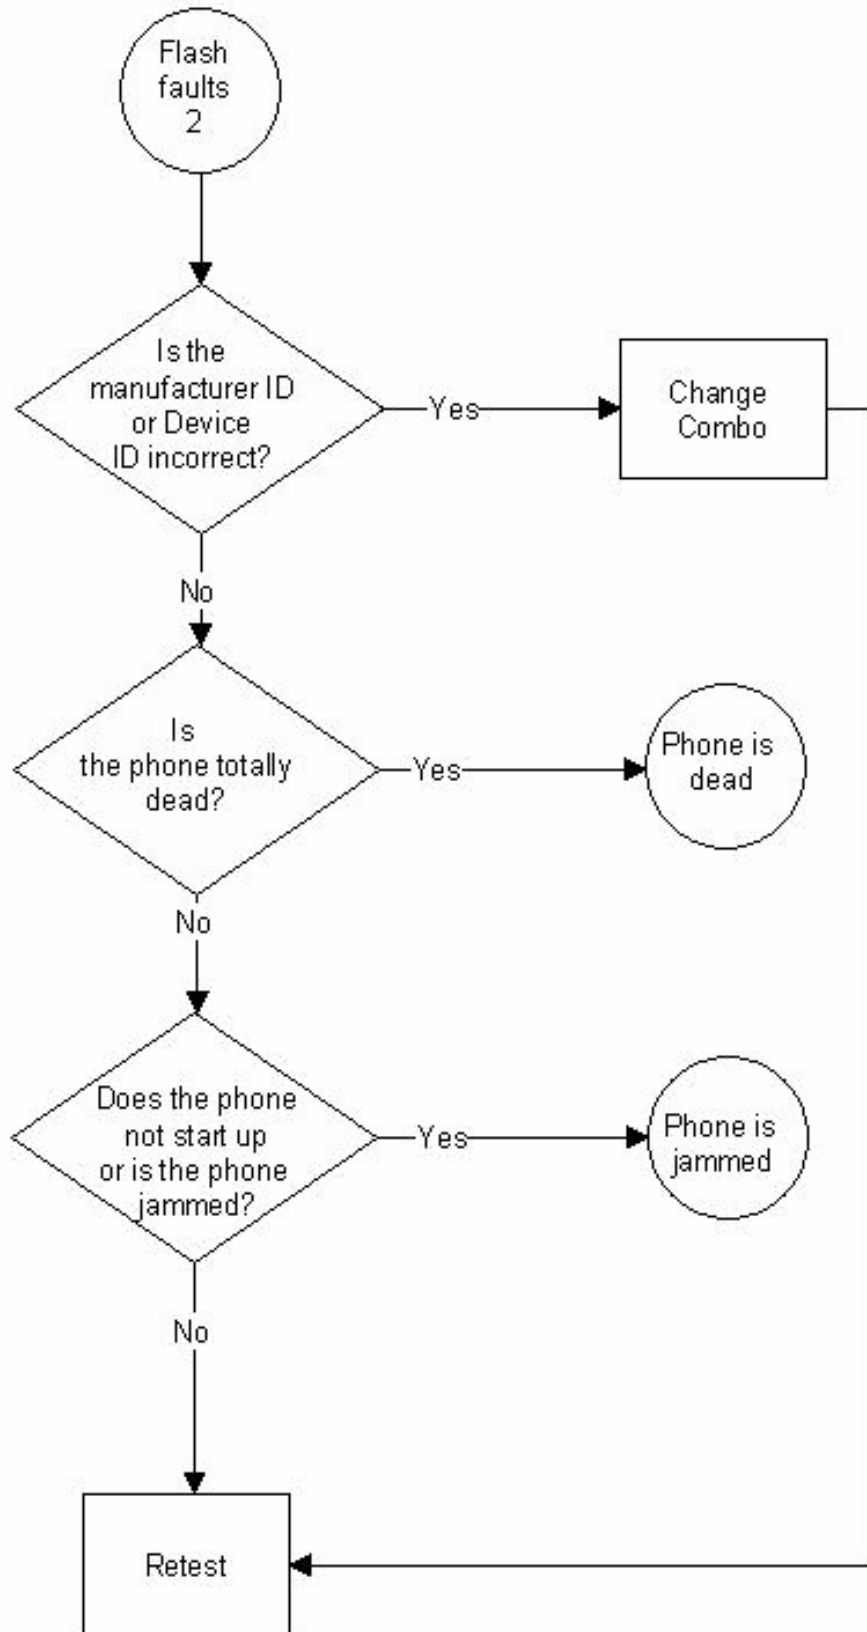 Flash
faults
2
Is the
manufacturer ID
or Device
ID incorrect?
Yes
Change
Combo
No
Is
the phone totally
dead?
Yes
Phone is
dead
No
Does the phone
not start up
or is the phone
jammed?
Yes
Phone is
jammed
No
Retest